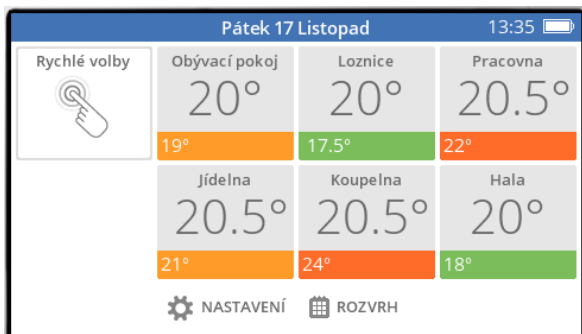 Pátek 17 Listopad 13:35
Rychlé volby
Obývací pokoj
20°
19°
Loznice
20°
17.5°
Pracovna
20.5°
22°
Jídelna
20.5°
21°
Koupelna
20.5°
24°
Hala
20°
18°
NASTAVENÍ
ROZVRH